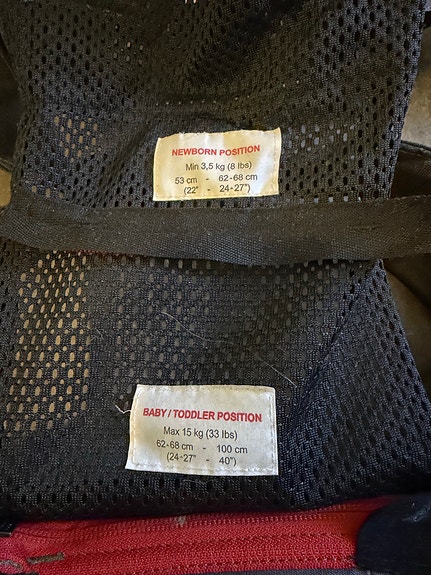 NEWBORN POSITION
Min 3,5 kg (8 lbs)
53 cm - 62-68 cm
(22" - 24-27")
BABY / TODDLER POSITION
Max 15 kg (33 lbs)
62-68 cm - 100 cm
(24-27" - 40")